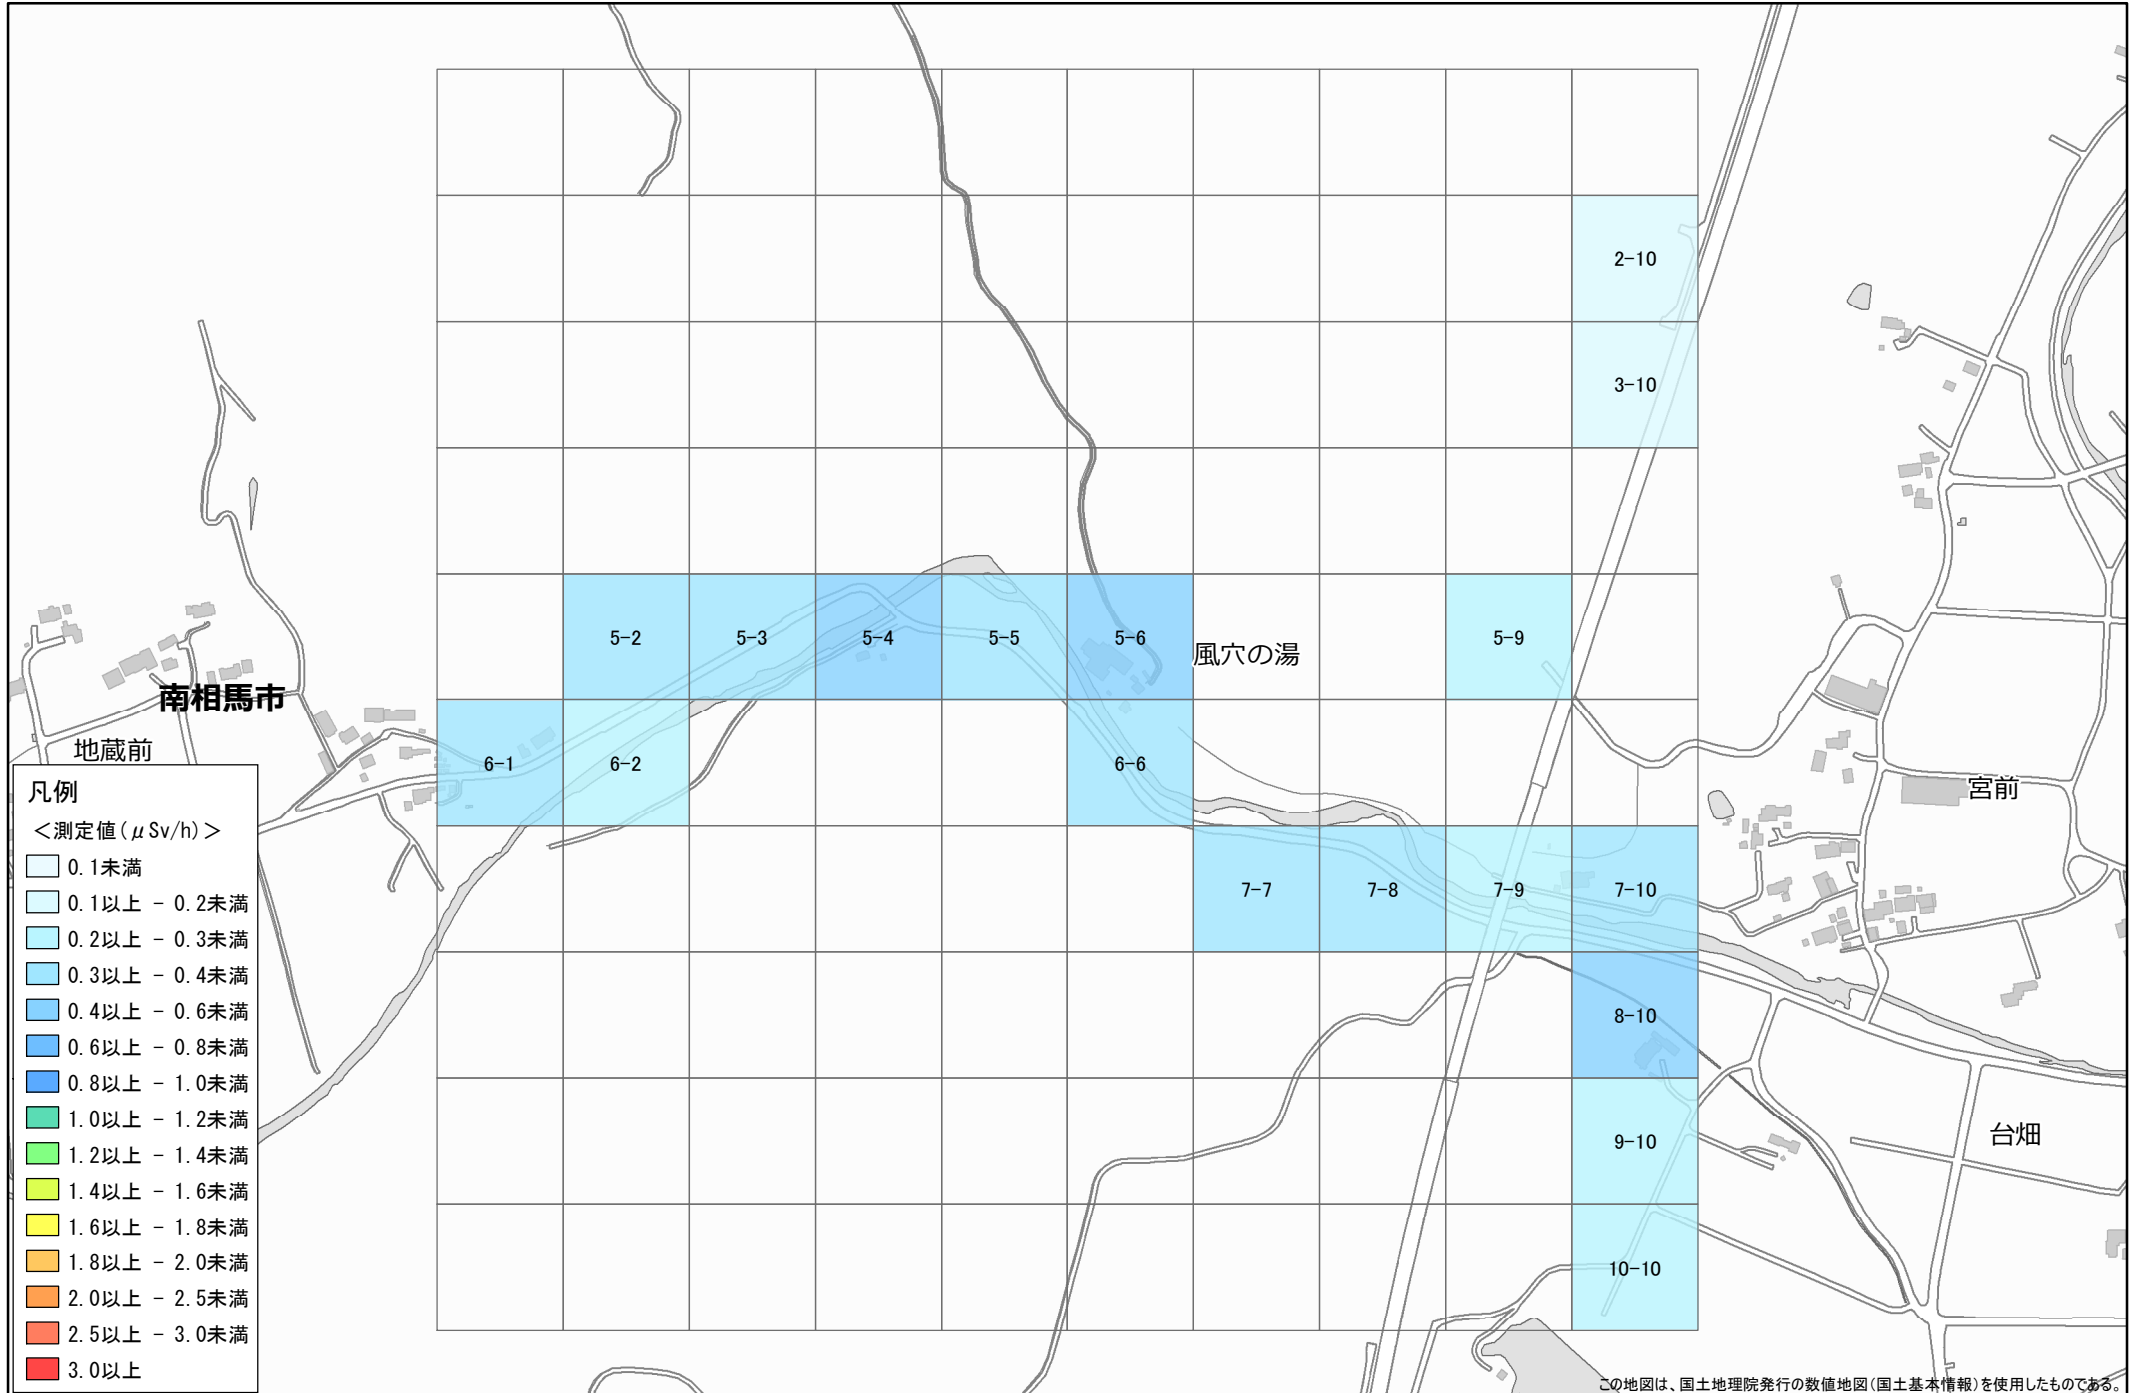 2-10
3-10
5-2
5-3
5-4
5-5
5-6
風穴の湯
5-9
南相馬市
地蔵前
6-1
6-2
6-6
宮前
7-7
7-8
7-9
7-10
8-10
9-10
台畑
10-10
凡例
＜測定値(μSv/h)＞
0.1未満
0.1以上 - 0.2未満
0.2以上 - 0.3未満
0.3以上 - 0.4未満
0.4以上 - 0.6未満
0.6以上 - 0.8未満
0.8以上 - 1.0未満
1.0以上 - 1.2未満
1.2以上 - 1.4未満
1.4以上 - 1.6未満
1.6以上 - 1.8未満
1.8以上 - 2.0未満
2.0以上 - 2.5未満
2.5以上 - 3.0未満
3.0以上
この地図は、国土地理院発行の数値地図(国土基本情報)を使用したものである。